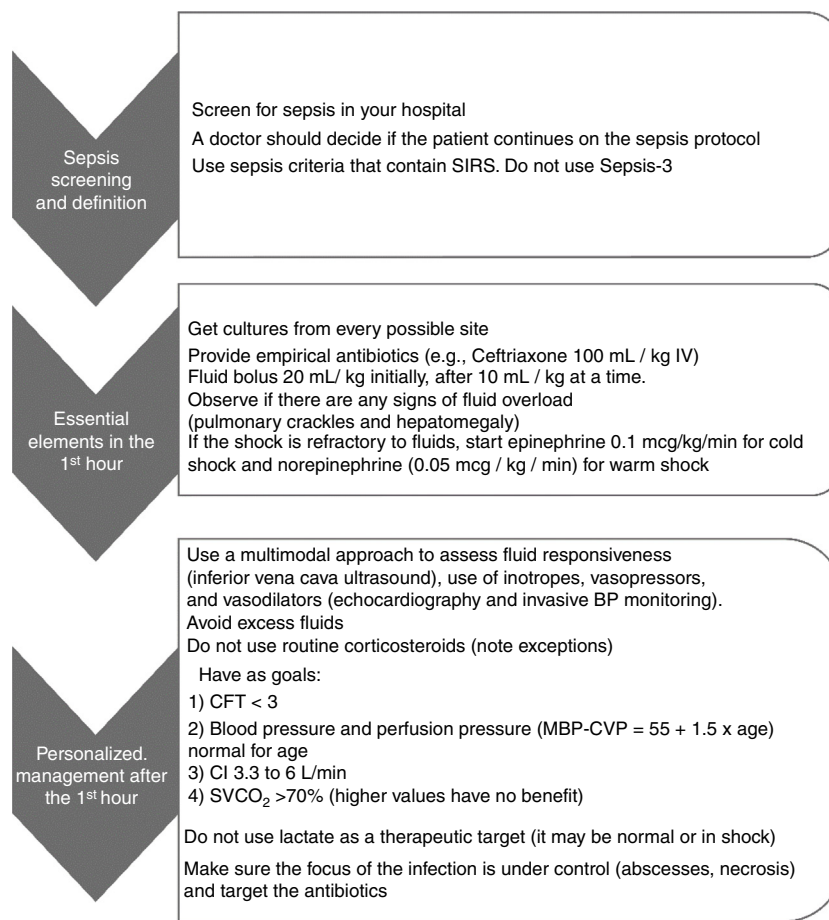 Sepsis
screening
and definition
Screen for sepsis in your hospital
A doctor should decide if the patient continues on the sepsis protocol
Use sepsis criteria that contain SIRS. Do not use Sepsis-3
Essential
elements in the
1st hour
Get cultures from every possible site
Provide empirical antibiotics (e.g., Ceftriaxone 100 mL / kg IV)
Fluid bolus 20 mL/ kg initially, after 10 mL / kg at a time.
Observe if there are any signs of fluid overload
(pulmonary crackles and hepatomegaly)
If the shock is refractory to fluids, start epinephrine 0.1 mcg/kg/min for cold
shock and norepinephrine (0.05 mcg / kg / min) for warm shock
Personalized.
management after
the 1st hour
Use a multimodal approach to assess fluid responsiveness
(inferior vena cava ultrasound), use of inotropes, vasopressors,
and vasodilators (echocardiography and invasive BP monitoring).
Avoid excess fluids
Do not use routine corticosteroids (note exceptions)
Have as goals:
1) CFT < 3
2) Blood pressure and perfusion pressure (MBP-CVP = 55 + 1.5 x age)
normal for age
3) CI 3.3 to 6 L/min
4) SVCO2 >70% (higher values have no benefit)
Do not use lactate as a therapeutic target (it may be normal or in shock)
Make sure the focus of the infection is under control (abscesses, necrosis)
and target the antibiotics